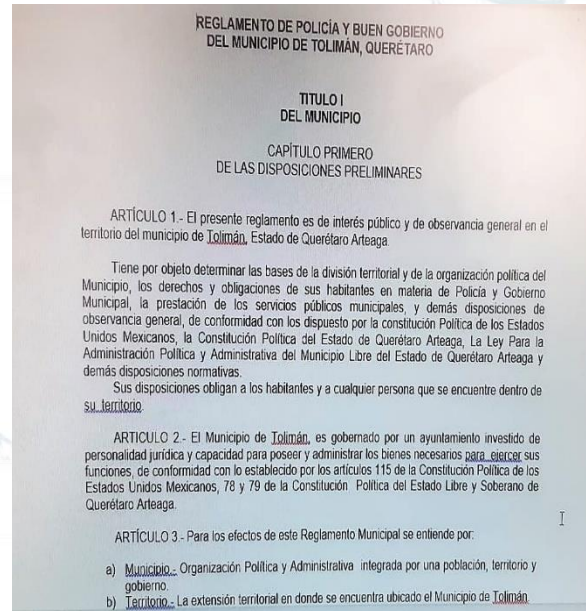 REGLAMENTO DE POLICÍA Y BUEN GOBIERNO
DEL MUNICIPIO DE TOLIMÁN, QUERÉTARO
TITULO I
DEL MUNICIPIO
CAPÍTULO PRIMERO
DE LAS DISPOSICIONES PRELIMINARES
ARTÍCULO 1.- El presente reglamento es de interés público y de observancia general en el
territorio del municipio de Tolimán, Estado de Querétaro Arteaga.
Tiene por objeto determinar las bases de la división territorial y de la organización política del
Municipio, los derechos y obligaciones de sus habitantes en materia de Policía y Gobierno
Municipal, la prestación de los servicios públicos municipales, y demás disposiciones de
observancia general, de conformidad con los dispuesto por la constitución Política de los Estados
Unidos Mexicanos, la Constitución Política del Estado de Querétaro Arteaga, La Ley Para la
Administración Política y Administrativa del Municipio Libre del Estado de Querétaro Arteaga y
demás disposiciones normativas.
Sus disposiciones obligan a los habitantes y a cualquier persona que se encuentre dentro de
su territorio.
ARTICULO 2.- El Municipio de Tolimán, es gobernado por un ayuntamiento investido de
personalidad jurídica y capacidad para poseer y administrar los bienes necesarios para ejercer sus
funciones, de conformidad con lo establecido por los artículos 115 de la Constitución Política de los
Estados Unidos Mexicanos, 78 y 79 de la Constitución Política del Estado Libre y Soberano de
Querétaro Arteaga.
ARTÍCULO 3.- Para los efectos de este Reglamento Municipal se entiende por:
a) Municipio.- Organización Política y Administrativa integrada por una población, territorio y
gobierno.
b) Territorio.- La extensión territorial en donde se encuentra ubicado el Municipio de Tolimán.